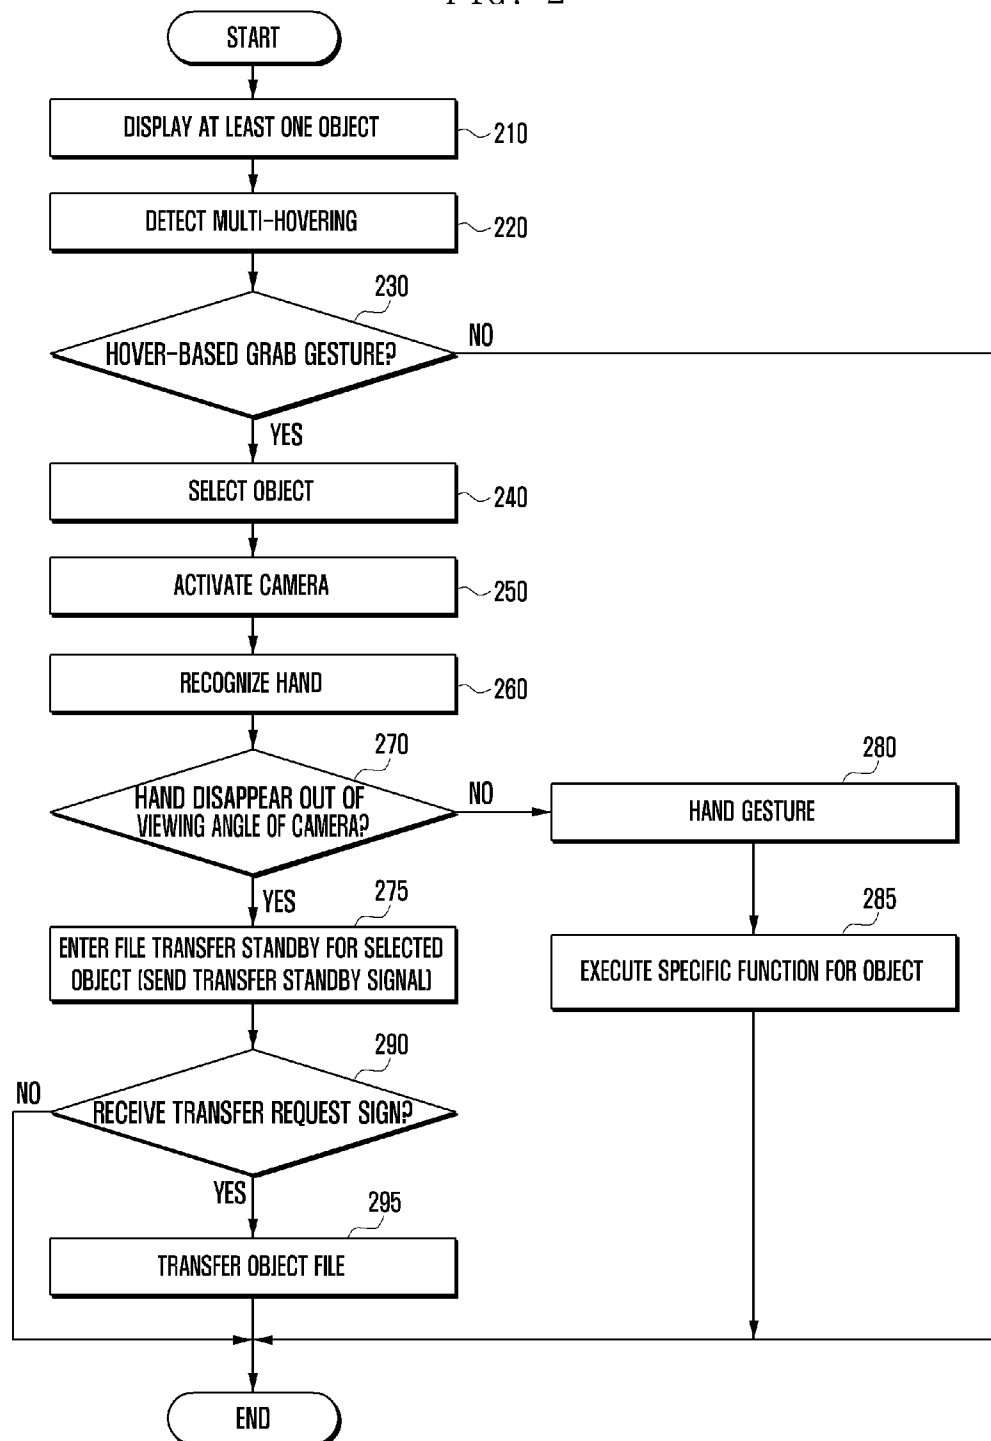 FIG. 2
START
DISPLAY AT LEAST ONE OBJECT
210
DETECT MULTI-HOVERING
220
230
HOVER-BASED GRAB GESTURE?
NO
YES
SELECT OBJECT
240
ACTIVATE CAMERA
250
RECOGNIZE HAND
260
270
HAND DISAPPEAR OUT OF
VIEWING ANGLE OF CAMERA?
NO
280
HAND GESTURE
YES
275
ENTER FILE TRANSFER STANDBY FOR SELECTED
OBJECT (SEND TRANSFER STANDBY SIGNAL)
285
EXECUTE SPECIFIC FUNCTION FOR OBJECT
290
NO
RECEIVE TRANSFER REQUEST SIGN?
YES
295
TRANSFER OBJECT FILE
END